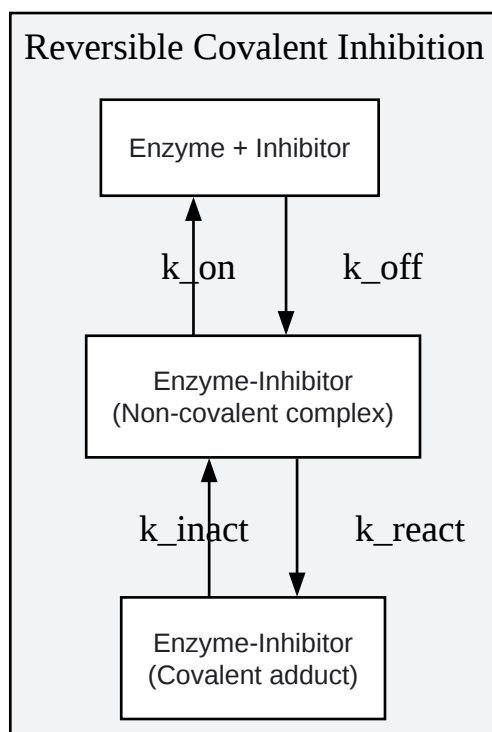 Reversible Covalent Inhibition
Enzyme + Inhibitor
k_on
k_off
Enzyme-Inhibitor
(Non-covalent complex)
k_inact
k_react
Enzyme-Inhibitor
(Covalent adduct)